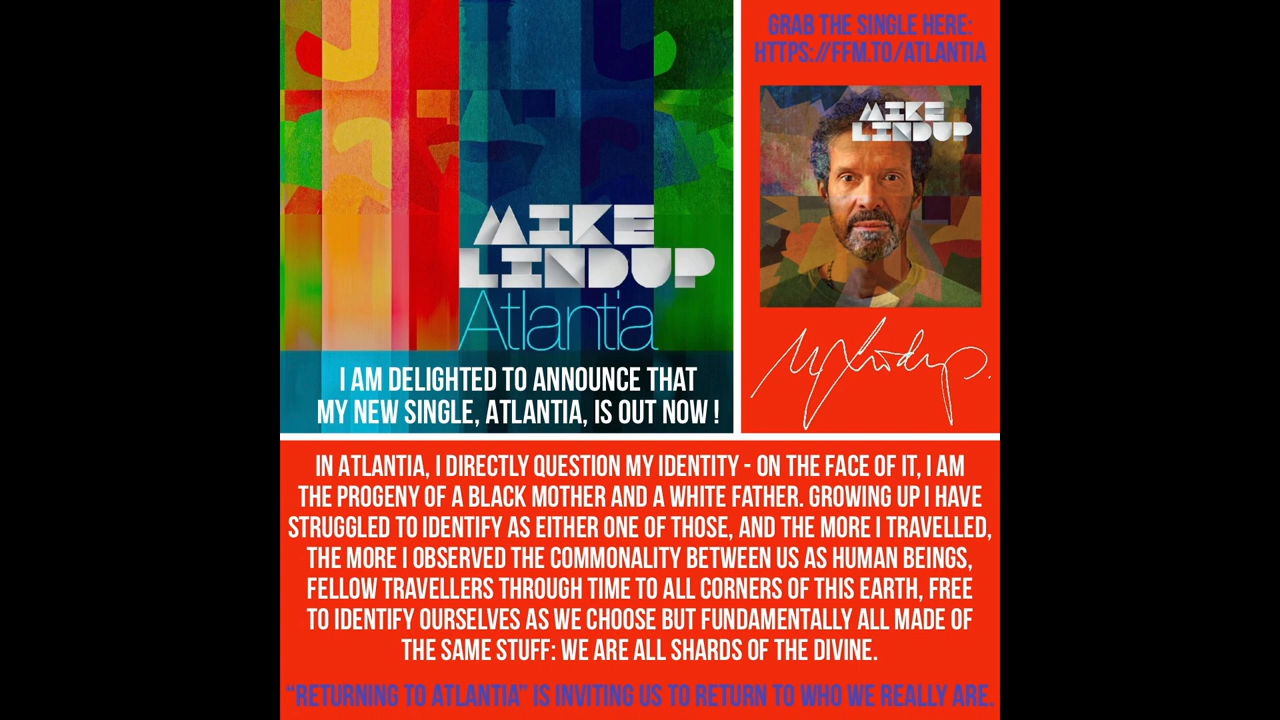 MIKE
LINDUP
Atlantia
I AM DELIGHTED TO ANNOUNCE THAT
MY NEW SINGLE, ATLANTIA, IS OUT NOW !
GRAB THE SINGLE HERE:
HTTPS://FFM.TO/ATLANTIA
MIKE
LINDUP
IN ATLANTIA, I DIRECTLY QUESTION MY IDENTITY - ON THE FACE OF IT, I AM
THE PROGENY OF A BLACK MOTHER AND A WHITE FATHER. GROWING UP I HAVE
STRUGGLED TO IDENTIFY AS EITHER ONE OF THOSE, AND THE MORE I TRAVELLED,
THE MORE I OBSERVED THE COMMONALITY BETWEEN US AS HUMAN BEINGS,
FELLOW TRAVELLERS THROUGH TIME TO ALL CORNERS OF THIS EARTH, FREE
TO IDENTIFY OURSELVES AS WE CHOOSE BUT FUNDAMENTALLY ALL MADE OF
THE SAME STUFF: WE ARE ALL SHARDS OF THE DIVINE.
"RETURNING TO ATLANTIA" IS INVITING US TO RETURN TO WHO WE REALLY ARE.